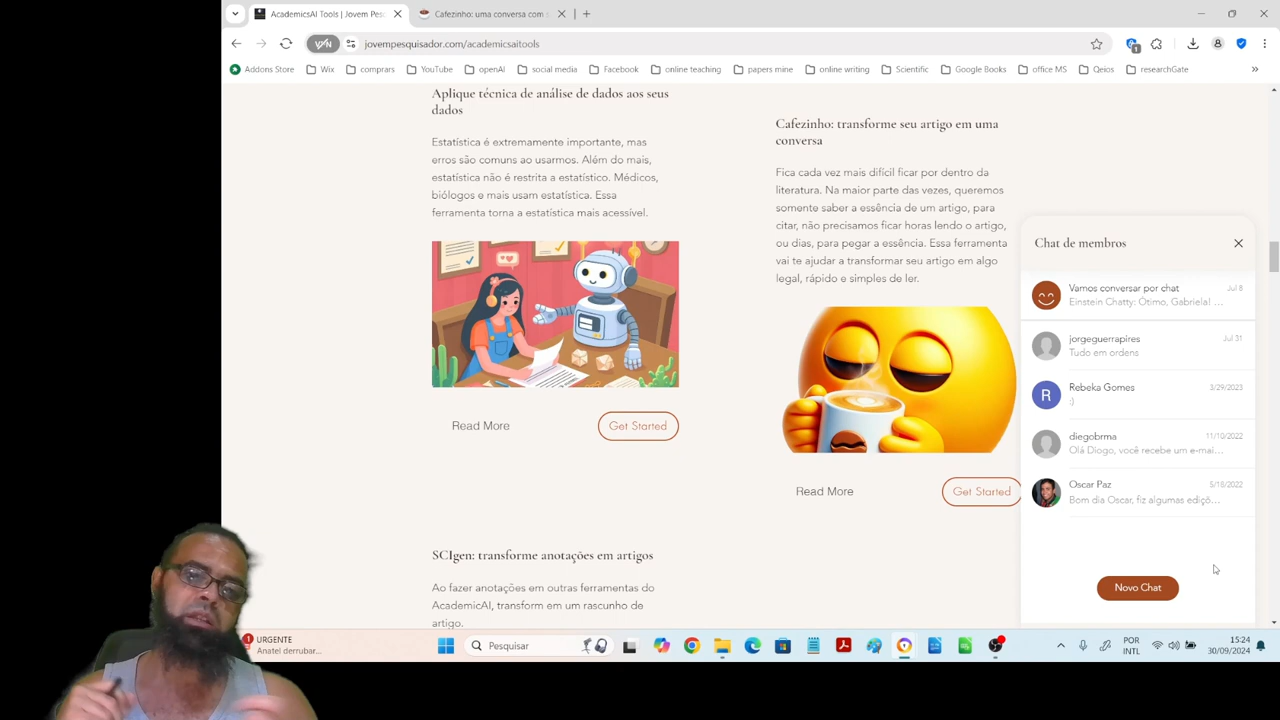 AcademicsAI Tools | Jovem Pesq
Cafezinho: uma conversa com s
jovempesquisador.com/academicsaitools
Addons Store
Wix
comprars
YouTube
openAI
social media
Facebook
online teaching
papers mine
online writing
Scientific
Google Books
office MS
Qeios
researchGate
Aplique técnica de análise de dados aos seus
dados
Estatística é extremamente importante, mas
erros são comuns ao usarmos. Além do mais,
estatística não é restrita a estatístico. Médicos,
biólogos e mais usam estatística. Essa
ferramenta torna a estatística mais acessível.
Read More
Get Started
SCIgen: transforme anotações em artigos
Ao fazer anotações em outras ferramentas do
AcademicAI, transform em um rascunho de
artigo.
Cafezinho: transforme seu artigo em uma
conversa
Fica cada vez mais difícil ficar por dentro da
literatura. Na maior parte das vezes, queremos
somente saber a essência de um artigo, para
citar, não precisamos ficar horas lendo o artigo,
ou dias, para pegar a essência. Essa ferramenta
vai te ajudar a transformar seu artigo em algo
legal, rápido e simples de ler.
Read More
Get Started
Chat de membros
Vamos conversar por chat
Jul 8
Einstein Chatty: Ótimo, Gabriela! ...
jorgeguerrapires
Jul 31
Tudo em ordens
R
Rebeka Gomes
3/29/2023
:)
diegobrma
11/10/2022
Olá Diogo, você recebe um e-mai...
Oscar Paz
5/18/2022
Bom dia Oscar, fiz algumas ediçõ...
Novo Chat
1
URGENTE
Anatel derrubar...
Pesquisar
POR
INTL
15:24
30/09/2024